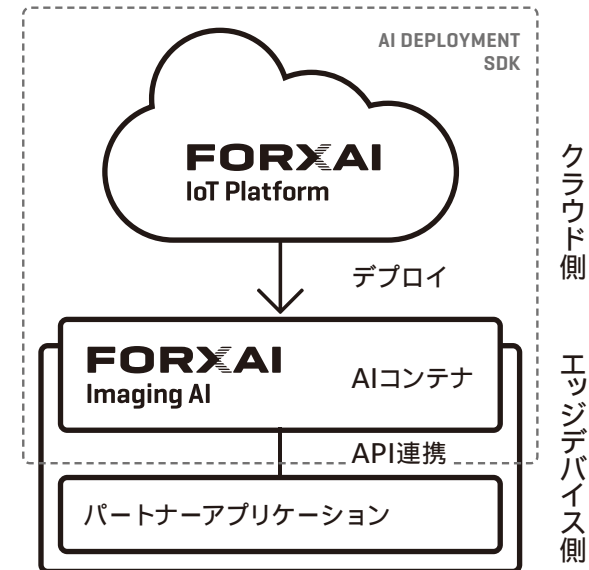 AI DEPLOYMENT
SDK
FORXAI
IoT Platform
クラウド側
デプロイ
FORXAI
Imaging AI
AIコンテナ
エッジデバイス側
API連携
パートナーアプリケーション